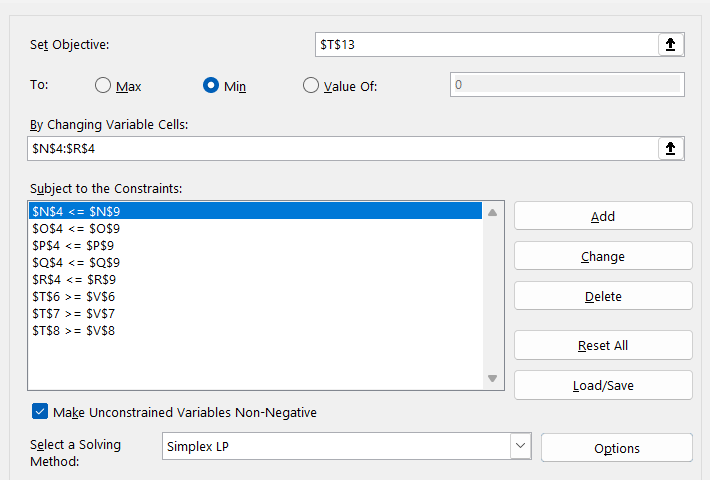 Set Objective:
$T$13
To:
Max
Min
Value Of:
0
By Changing Variable Cells:
$N$4:$R$4
Subject to the Constraints:
$N$4 <= $N$9
$O$4 <= $O$9
$P$4 <= $P$9
$Q$4 <= $Q$9
$R$4 <= $R$9
$T$6 >= $V$6
$T$7 >= $V$7
$T$8 >= $V$8
Add
Change
Delete
Reset All
Load/Save
Make Unconstrained Variables Non-Negative
Select a Solving
Method:
Simplex LP
Options